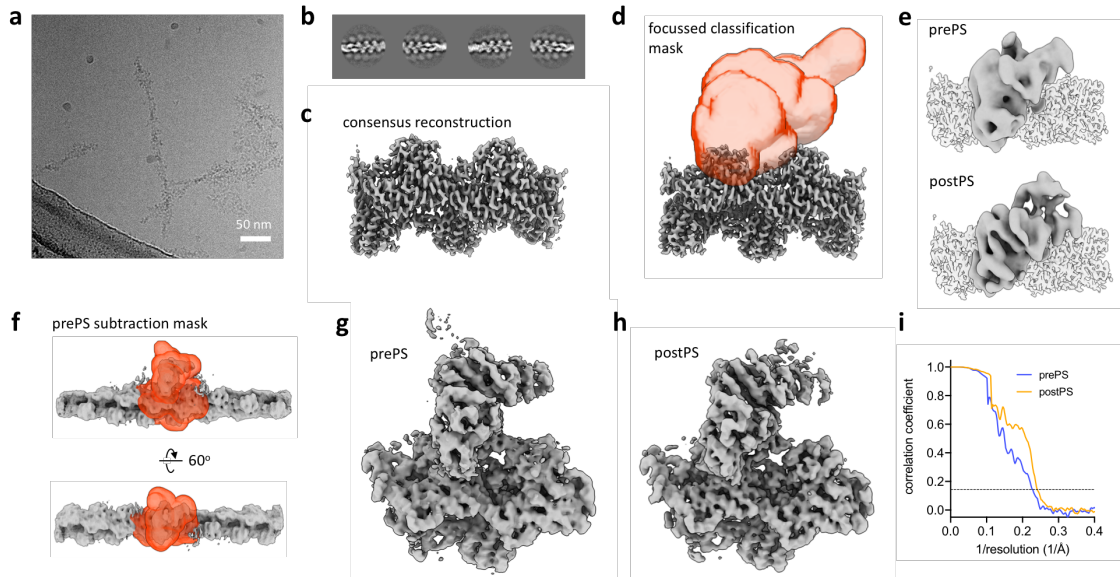 a
50 nm
b
c
consensus reconstruction
d
focussed classification
mask
e
prePS
postPS
f
prePS subtraction mask
60°
g
prePS
h
postPS
i
1.0
0.8
0.6
0.4
0.2
0.0
correlation coefficient
prePS
postPS
0.0 0.1 0.2 0.3 0.4
1/resolution (1/Å)